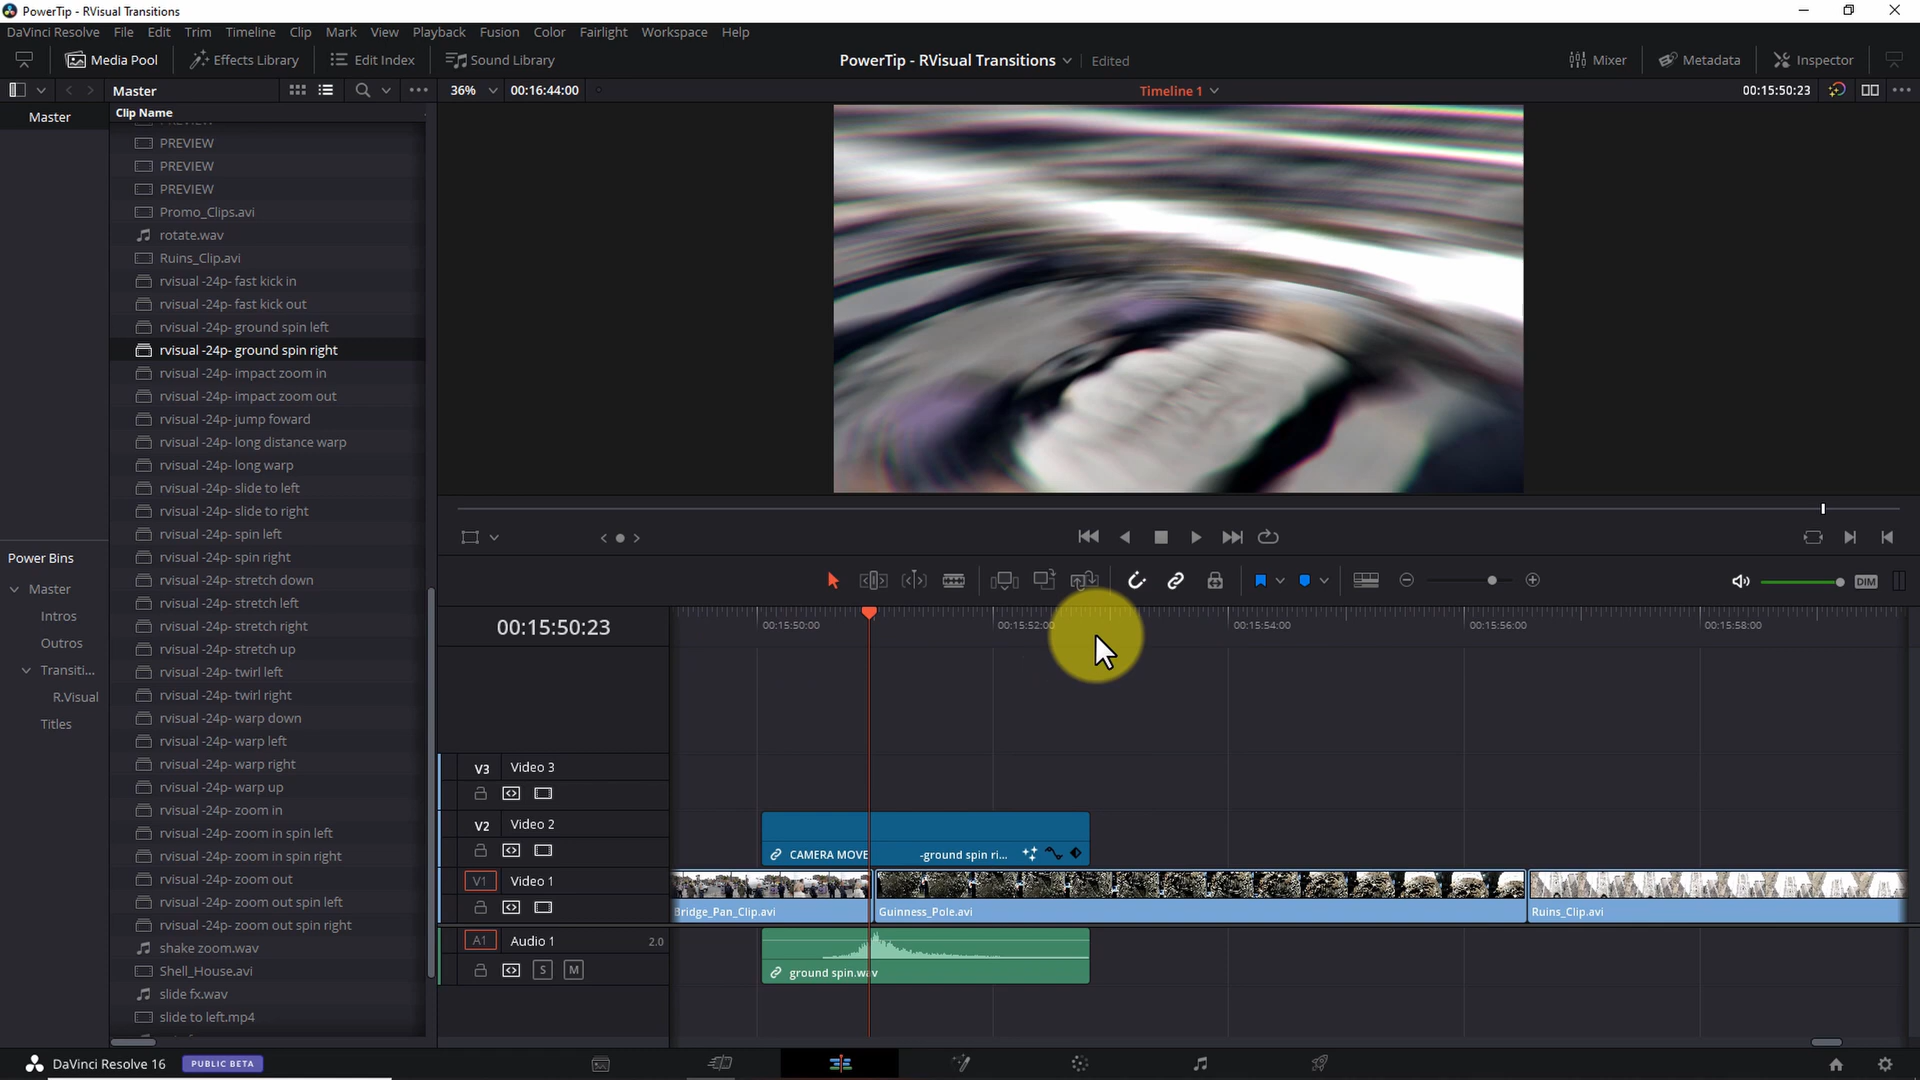 PowerTip - RVisual Transitions
DaVinci Resolve File Edit Trim Timeline Clip Mark View Playback Fusion Color Fairlight Workspace Help
Media Pool Effects Library Edit Index Sound Library PowerTip - RVisual Transitions Edited Mixer Metadata Inspector
Master 36% 00:16:44:00 Timeline 1 00:15:50:23
Master
Clip Name
PREVIEW
PREVIEW
PREVIEW
PREVIEW
Promo_Clips.avi
rotate.wav
Ruins_Clip.avi
rvisual -24p- fast kick in
rvisual -24p- fast kick out
rvisual -24p- ground spin left
rvisual -24p- ground spin right
rvisual -24p- impact zoom in
rvisual -24p- impact zoom out
rvisual -24p- jump foward
rvisual -24p- long distance warp
rvisual -24p- long warp
rvisual -24p- slide to left
rvisual -24p- slide to right
rvisual -24p- spin left
rvisual -24p- spin right
rvisual -24p- stretch down
rvisual -24p- stretch left
rvisual -24p- stretch right
rvisual -24p- stretch up
rvisual -24p- twirl left
rvisual -24p- twirl right
rvisual -24p- warp down
rvisual -24p- warp left
rvisual -24p- warp right
rvisual -24p- warp up
rvisual -24p- zoom in
rvisual -24p- zoom in spin left
rvisual -24p- zoom in spin right
rvisual -24p- zoom out
rvisual -24p- zoom out spin left
rvisual -24p- zoom out spin right
shake zoom.wav
Shell_House.avi
slide fx.wav
slide to left.mp4
Power Bins
Master
Intros
Outros
Transiti...
R.Visual
Titles
DIM
00:15:50:23
00:15:50:00 00:15:52:00 00:15:54:00 00:15:56:00 00:15:58:00
V3 Video 3
V2 Video 2
CAMERA MOVE -ground spin ri...
V1 Video 1
Bridge_Pan_Clip.avi Guinness_Pole.avi Ruins_Clip.avi
A1 Audio 1 2.0
S M
ground spin.wav
DaVinci Resolve 16 PUBLIC BETA